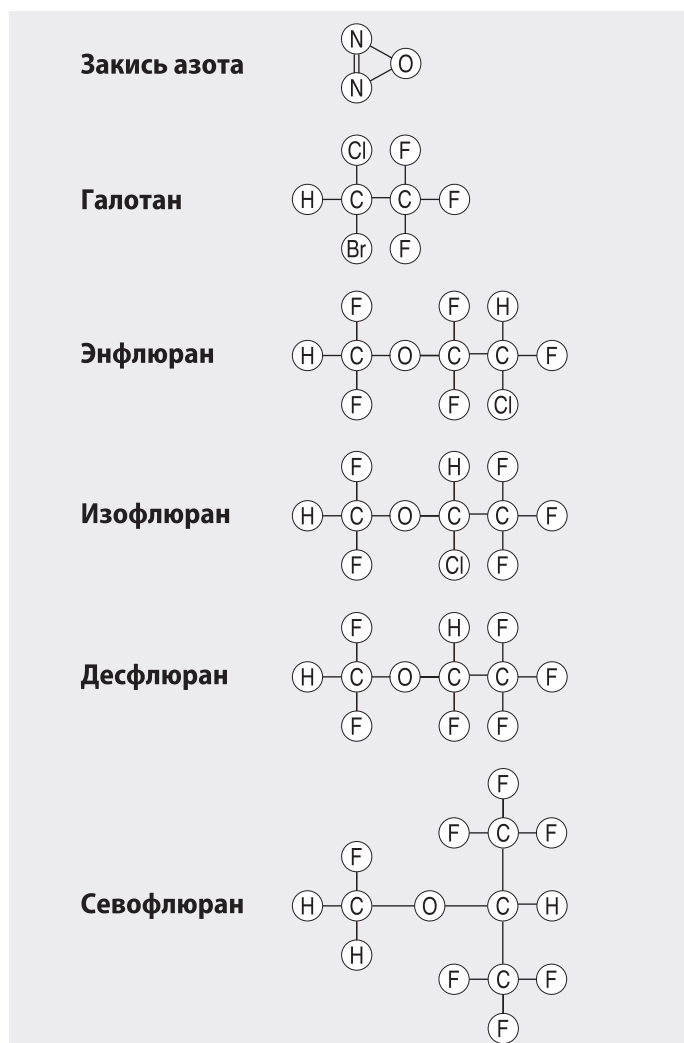 Закись азота
N
O
N
Галотан
Cl F
H C C F
Br F
Энфлюран
F F H
H C O C C F
F F Cl
Изофлюран
F H F
H C O C C F
F Cl F
Десфлюран
F H F
H C O C C F
F F F
Севофлюран
F
F C F
F
H C O C H
H
F C F
F